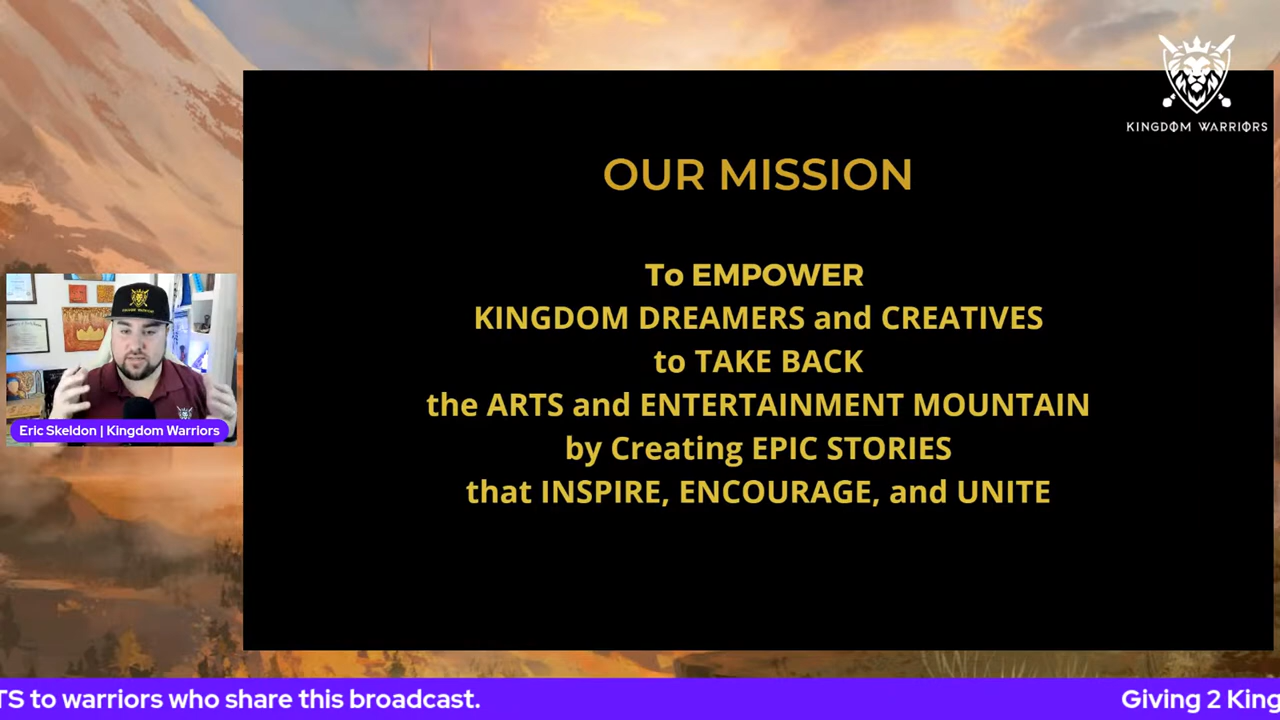 KINGDOM WARRIORS
OUR MISSION
To EMPOWER
KINGDOM DREAMERS and CREATIVES
to TAKE BACK
the ARTS and ENTERTAINMENT MOUNTAIN
by Creating EPIC STORIES
that INSPIRE, ENCOURAGE, and UNITE
Eric Skeldon | Kingdom Warriors
TS to warriors who share this broadcast.
Giving 2 King